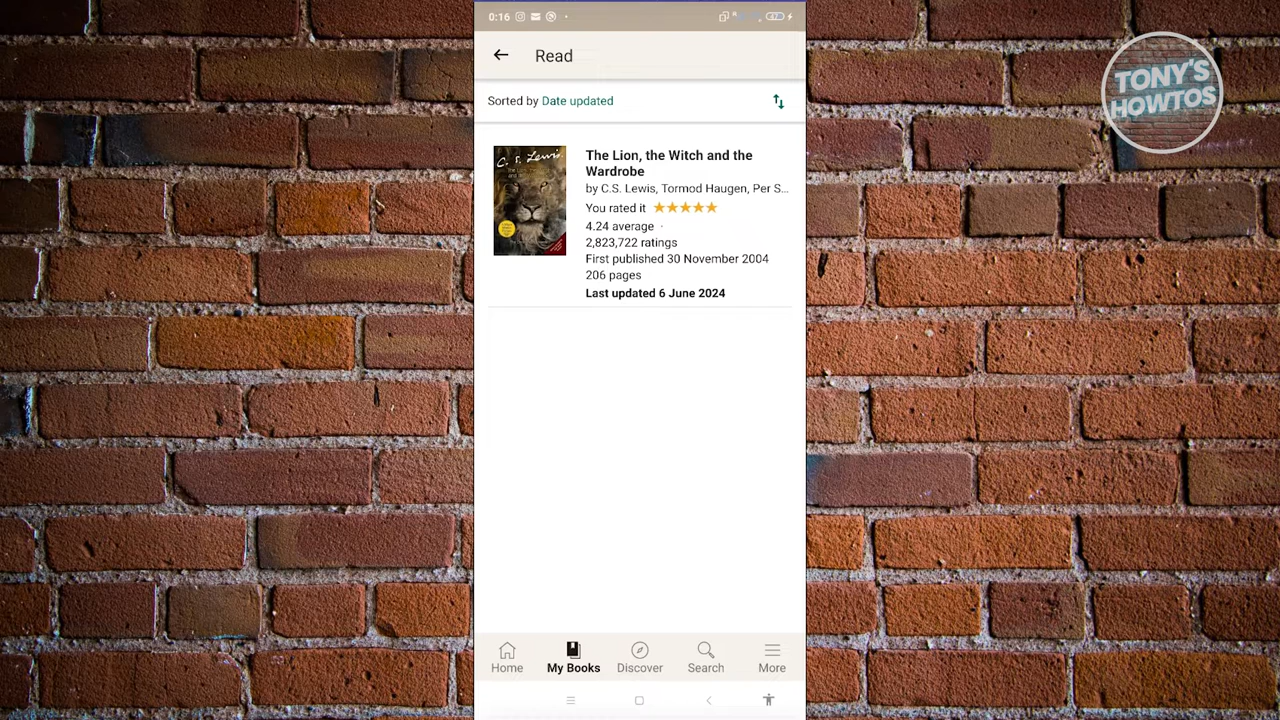 0:16
Read
TONY'S
HOWTOS
Sorted by Date updated
C. S. Lewis
The Lion, the Witch and the
Wardrobe
by C.S. Lewis, Tormod Haugen, Per S...
You rated it
4.24 average ·
2,823,722 ratings
First published 30 November 2004
206 pages
Last updated 6 June 2024
Home
My Books
Discover
Search
More